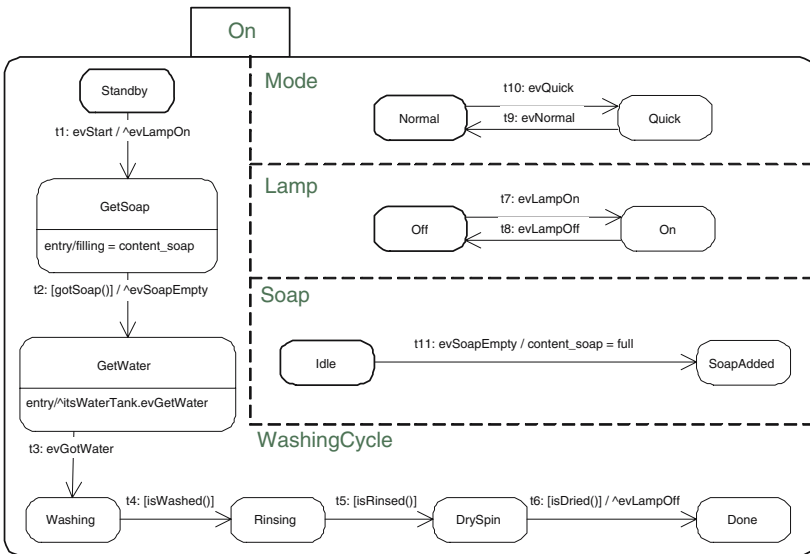 On
Standby
t1: evStart / ^evLampOn
GetSoap
entry/filling = content_soap
t2: [gotSoap()] / ^evSoapEmpty
GetWater
entry/^itsWaterTank.evGetWater
t3: evGotWater
Mode
Normal
t10: evQuick
t9: evNormal
Quick
Lamp
Off
t7: evLampOn
t8: evLampOff
On
Soap
Idle
t11: evSoapEmpty / content_soap = full
SoapAdded
WashingCycle
Washing
t4: [isWashed()]
Rinsing
t5: [isRinsed()]
DrySpin
t6: [isDried()] / ^evLampOff
Done